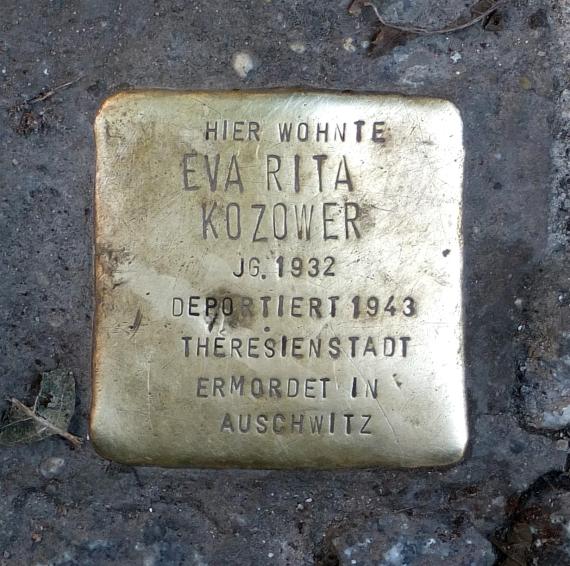 HIER WOHNTE
EVA RITA
KOZOWER
JG. 1932
DEPORTIERT 1943
THERESIENSTADT
ERMORDET IN
AUSCHWITZ